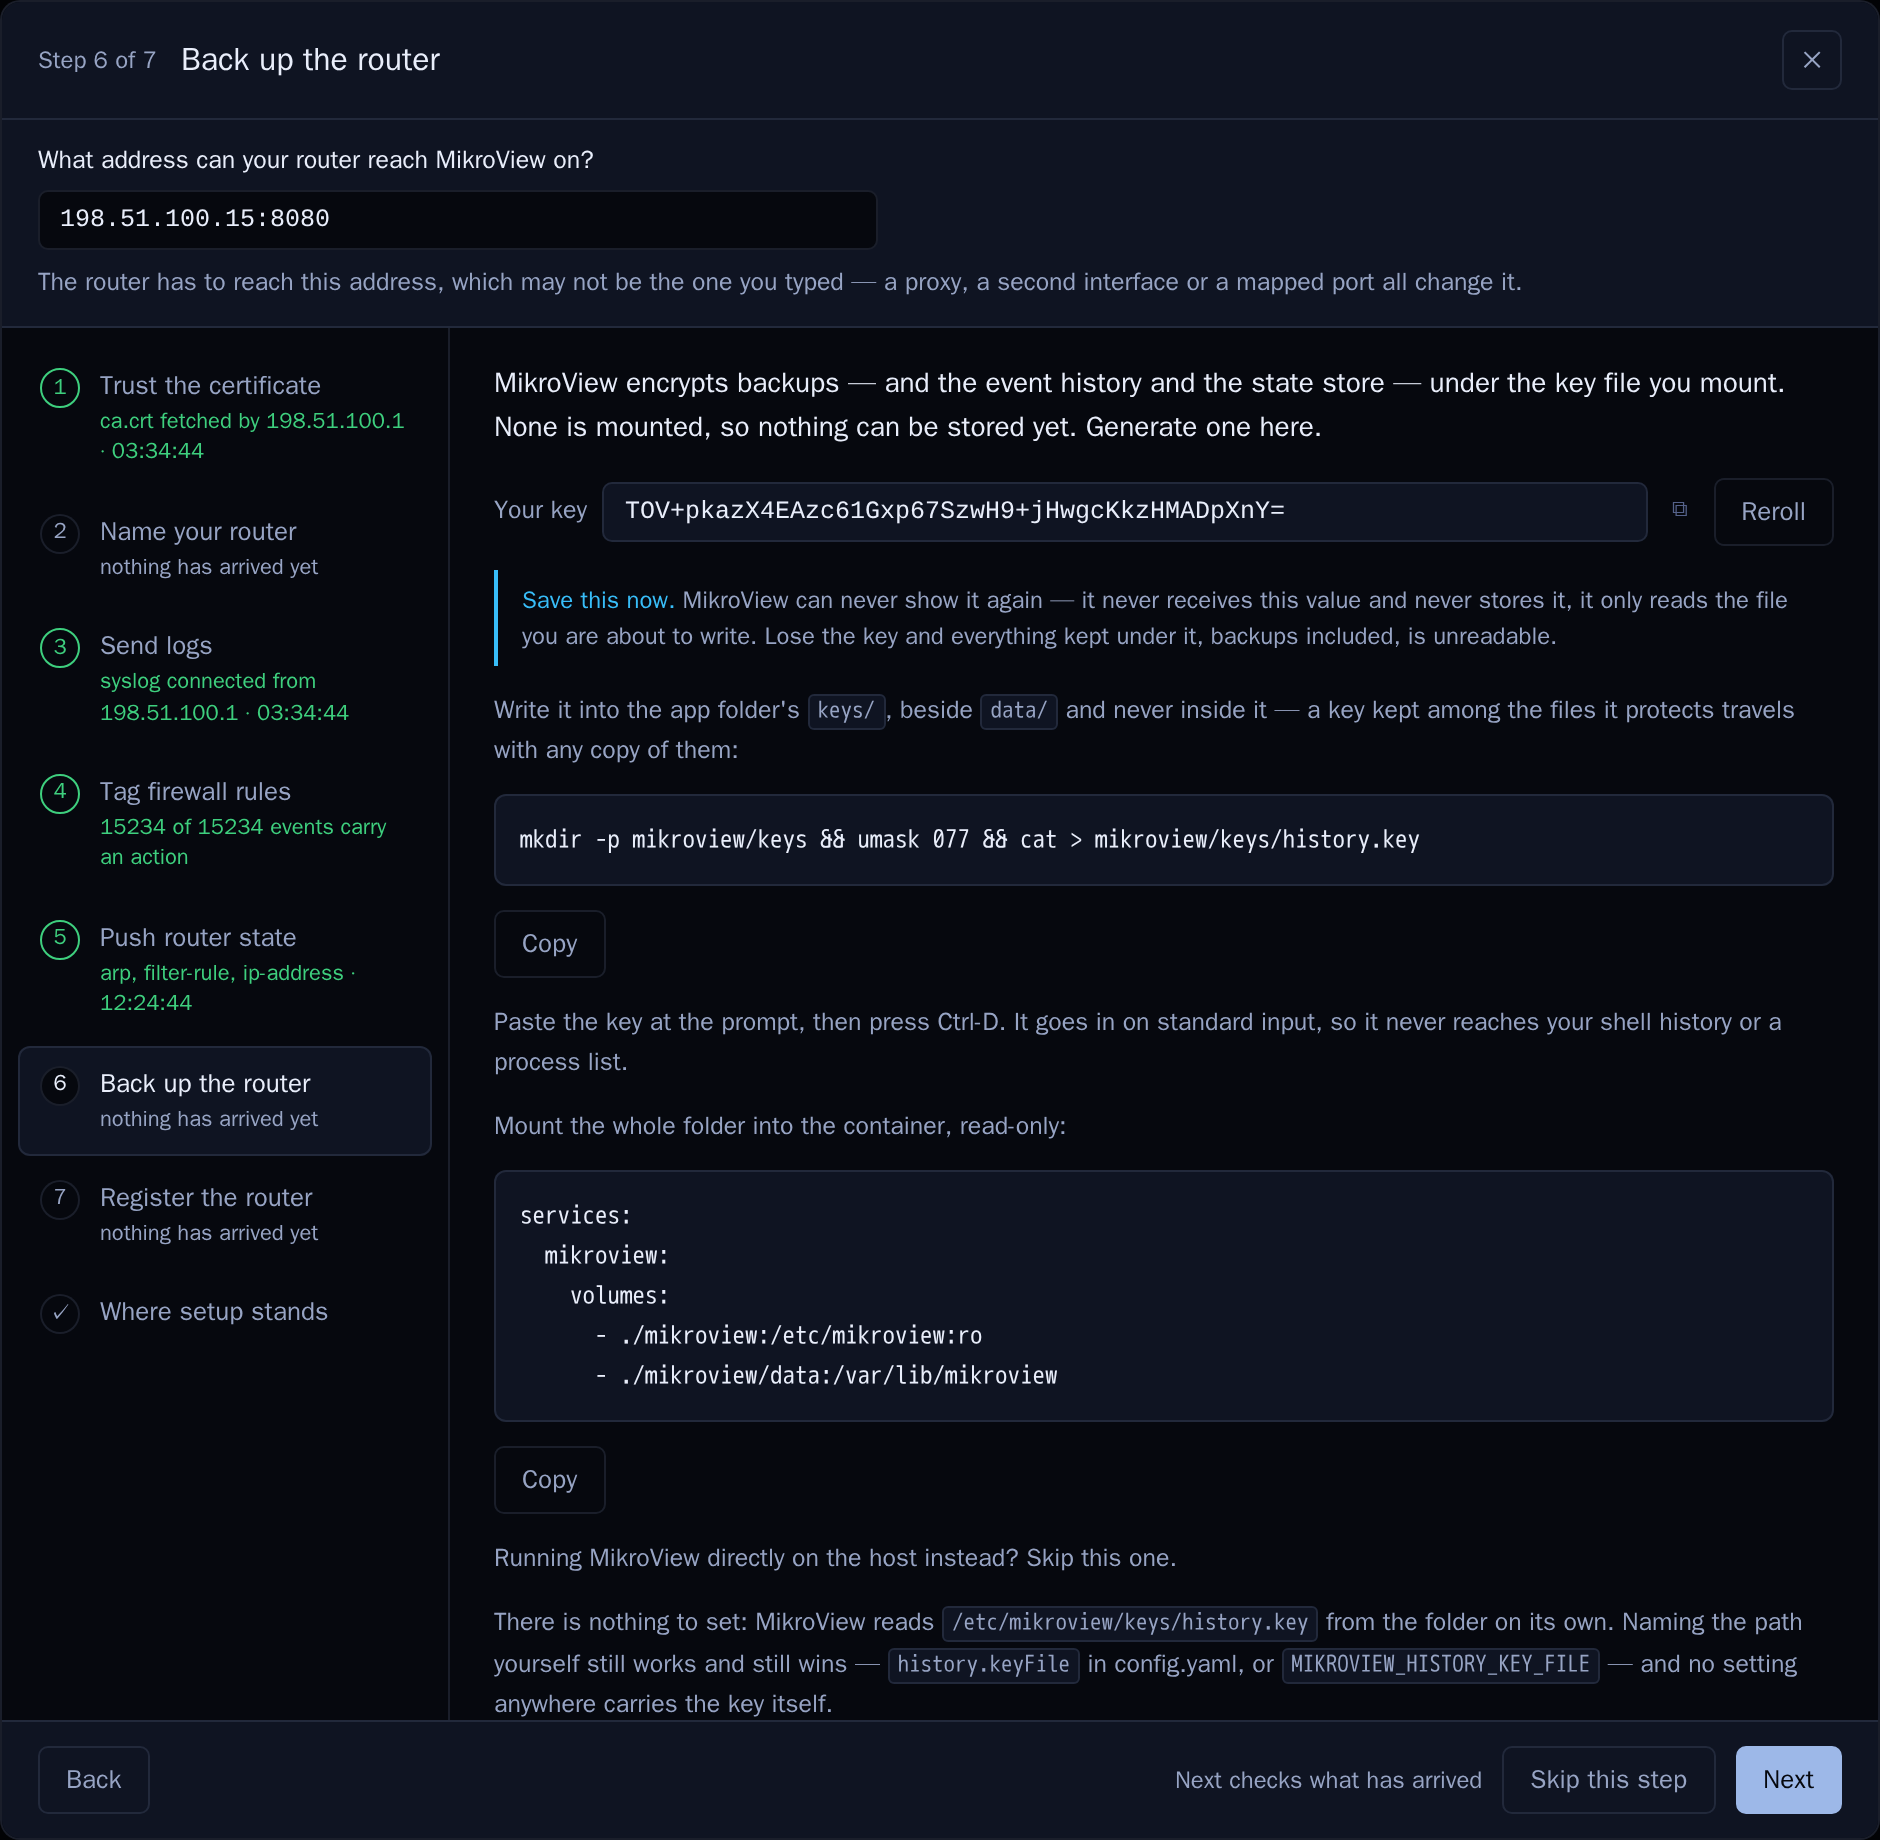 Step 6 of 7 Back up the router
What address can your router reach MikroView on?
198.51.100.15:8080
The router has to reach this address, which may not be the one you typed — a proxy, a second interface or a mapped port all change it.
1 Trust the certificate
ca.crt fetched by 198.51.100.1
· 03:34:44
2 Name your router
nothing has arrived yet
3 Send logs
syslog connected from
198.51.100.1 · 03:34:44
4 Tag firewall rules
15234 of 15234 events carry
an action
5 Push router state
arp, filter-rule, ip-address ·
12:24:44
6 Back up the router
nothing has arrived yet
7 Register the router
nothing has arrived yet
✓ Where setup stands
MikroView encrypts backups — and the event history and the state store — under the key file you mount.
None is mounted, so nothing can be stored yet. Generate one here.
Your key TOV+pkazX4EAzc61Gxp67SzwH9+jHwgcKkzHMADpXnY= Reroll
Save this now. MikroView can never show it again — it never receives this value and never stores it, it only reads the file
you are about to write. Lose the key and everything kept under it, backups included, is unreadable.
Write it into the app folder's keys/, beside data/ and never inside it — a key kept among the files it protects travels
with any copy of them:
mkdir -p mikroview/keys && umask 077 && cat > mikroview/keys/history.key
Copy
Paste the key at the prompt, then press Ctrl-D. It goes in on standard input, so it never reaches your shell history or a
process list.
Mount the whole folder into the container, read-only:
services:
  mikroview:
    volumes:
      - ./mikroview:/etc/mikroview:ro
      - ./mikroview/data:/var/lib/mikroview
Copy
Running MikroView directly on the host instead? Skip this one.
There is nothing to set: MikroView reads /etc/mikroview/keys/history.key from the folder on its own. Naming the path
yourself still works and still wins — history.keyFile in config.yaml, or MIKROVIEW_HISTORY_KEY_FILE — and no setting
anywhere carries the key itself.
Back Next checks what has arrived Skip this step Next